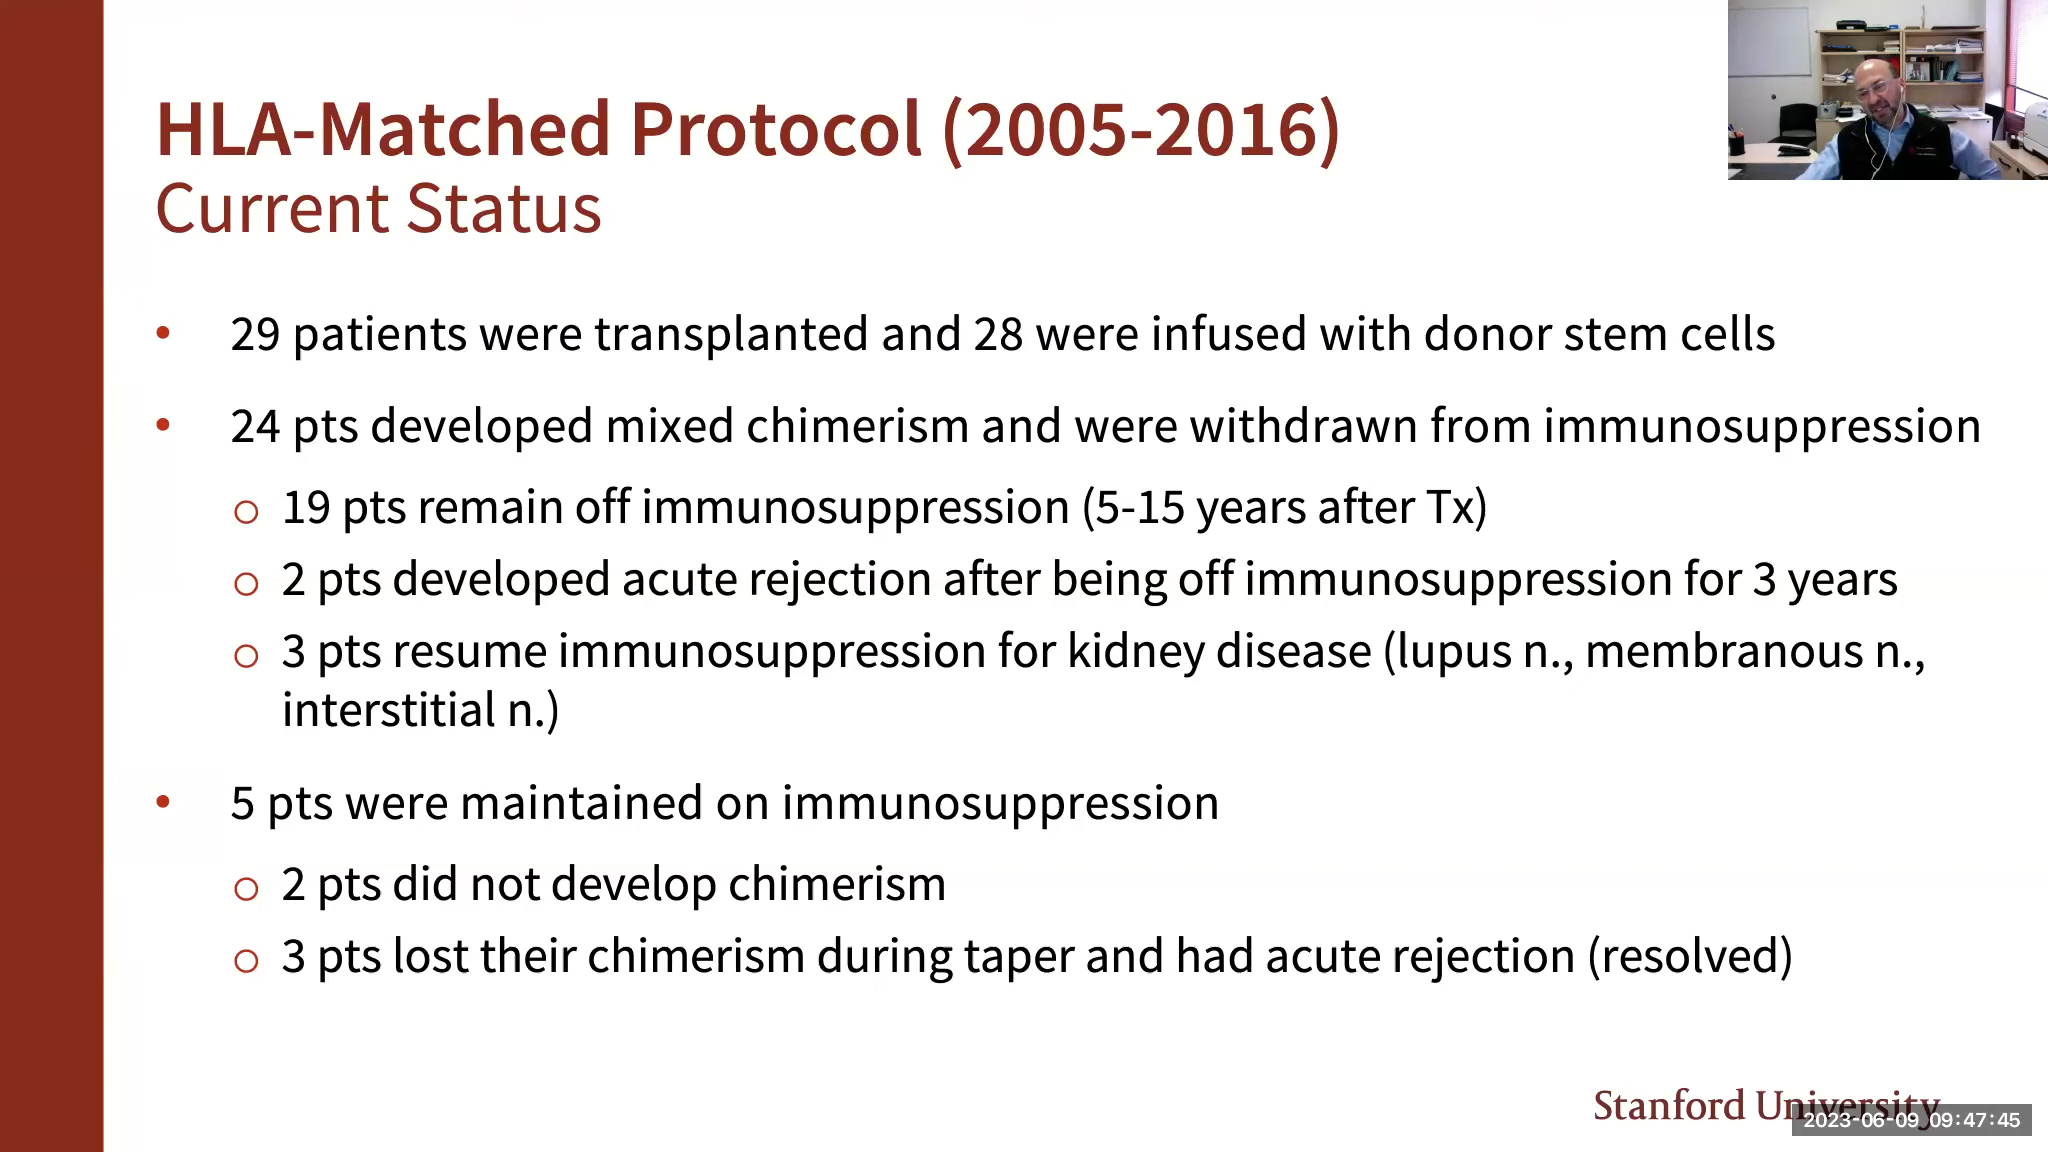 HLA-Matched Protocol (2005-2016)
Current Status
• 29 patients were transplanted and 28 were infused with donor stem cells
• 24 pts developed mixed chimerism and were withdrawn from immunosuppression
o 19 pts remain off immunosuppression (5-15 years after Tx)
o 2 pts developed acute rejection after being off immunosuppression for 3 years
o 3 pts resume immunosuppression for kidney disease (lupus n., membranous n.,
interstitial n.)
• 5 pts were maintained on immunosuppression
o 2 pts did not develop chimerism
o 3 pts lost their chimerism during taper and had acute rejection (resolved)
Stanford University
2023-06-09 09:47:45